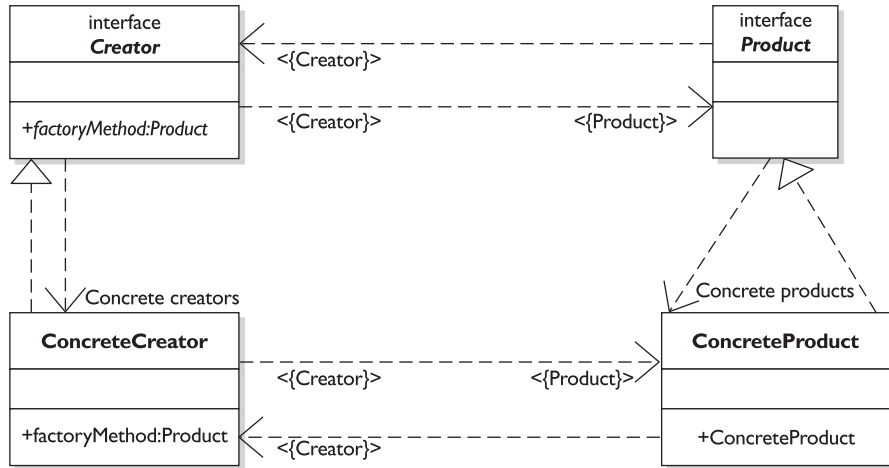 interface
Creator
interface
Product
<{Creator}>
+factoryMethod:Product
<{Creator}>
<{Product}>
Concrete creators
Concrete products
ConcreteCreator
ConcreteProduct
<{Creator}>
<{Product}>
+factoryMethod:Product
<{Creator}>
+ConcreteProduct